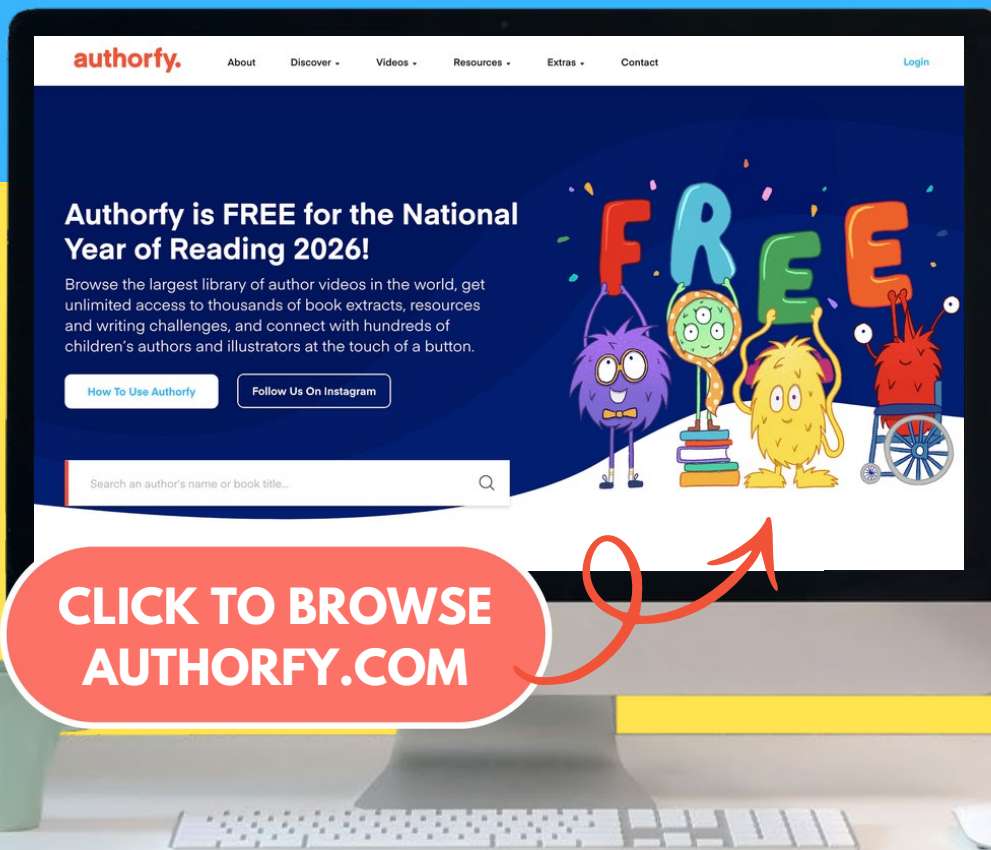 authorfy.
About
Discover
Videos
Resources
Extras
Contact
Login
FREE
Authorfy is FREE for the National
Year of Reading 2026!
Browse the largest library of author videos in the world, get
unlimited access to thousands of book extracts, resources
and writing challenges, and connect with hundreds of
children's authors and illustrators at the touch of a button.
How To Use Authorfy
Follow Us On Instagram
Search an author's name or book title...
CLICK TO BROWSE
AUTHORFY.COM